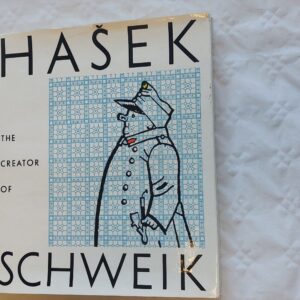 HAŠEK
THE
CREATOR
OF
SCHWEIK